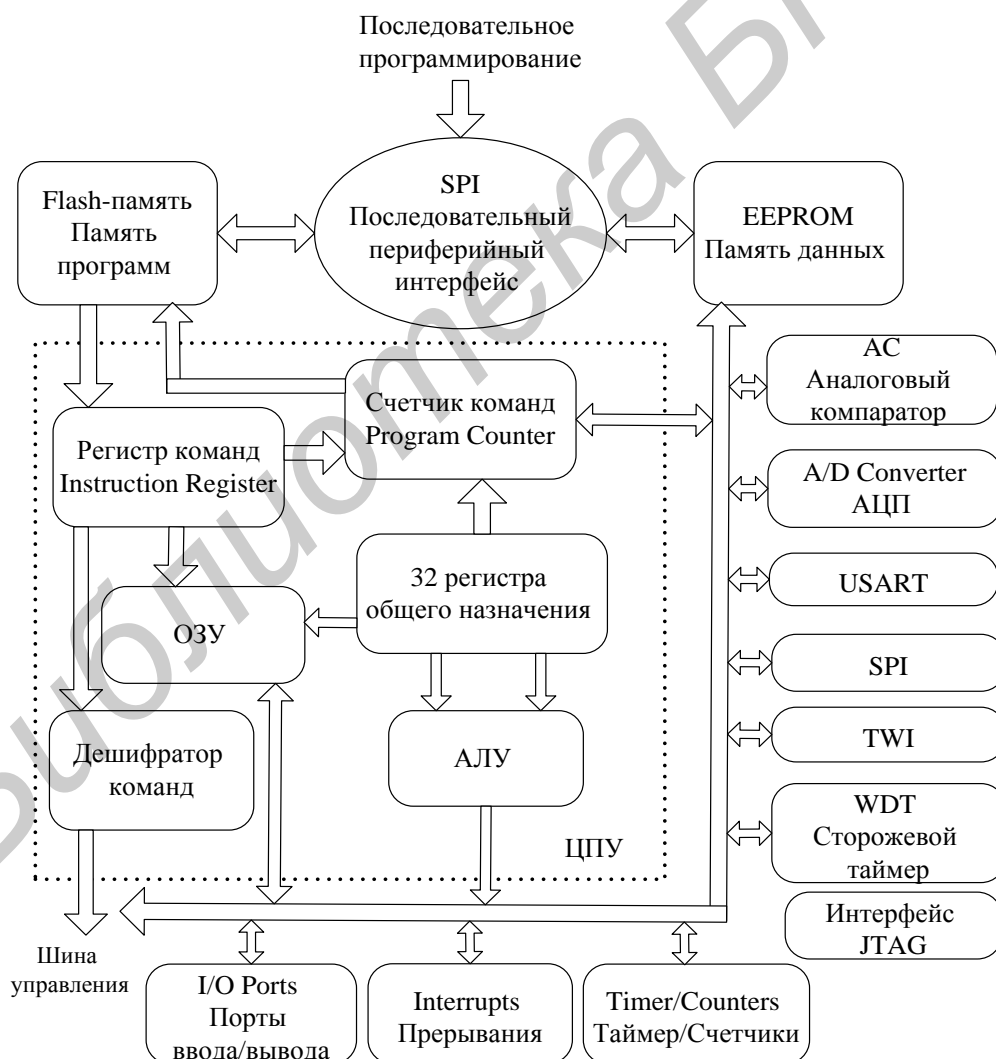 Последовательное
программирование
Flash-память
Память
программ
SPI
Последовательный
периферийный
интерфейс
EEPROM
Память данных
Счетчик команд
Program Counter
AC
Аналоговый
компаратор
Регистр команд
Instruction Register
A/D Converter
АЦП
32 регистра
общего назначения
USART
ОЗУ
SPI
Дешифратор
команд
АЛУ
TWI
WDT
Сторожевой
таймер
ЦПУ
Интерфейс
JTAG
Шина
управления
I/O Ports
Порты
ввода/вывода
Interrupts
Прерывания
Timer/Counters
Таймер/Счетчики
Библиотека